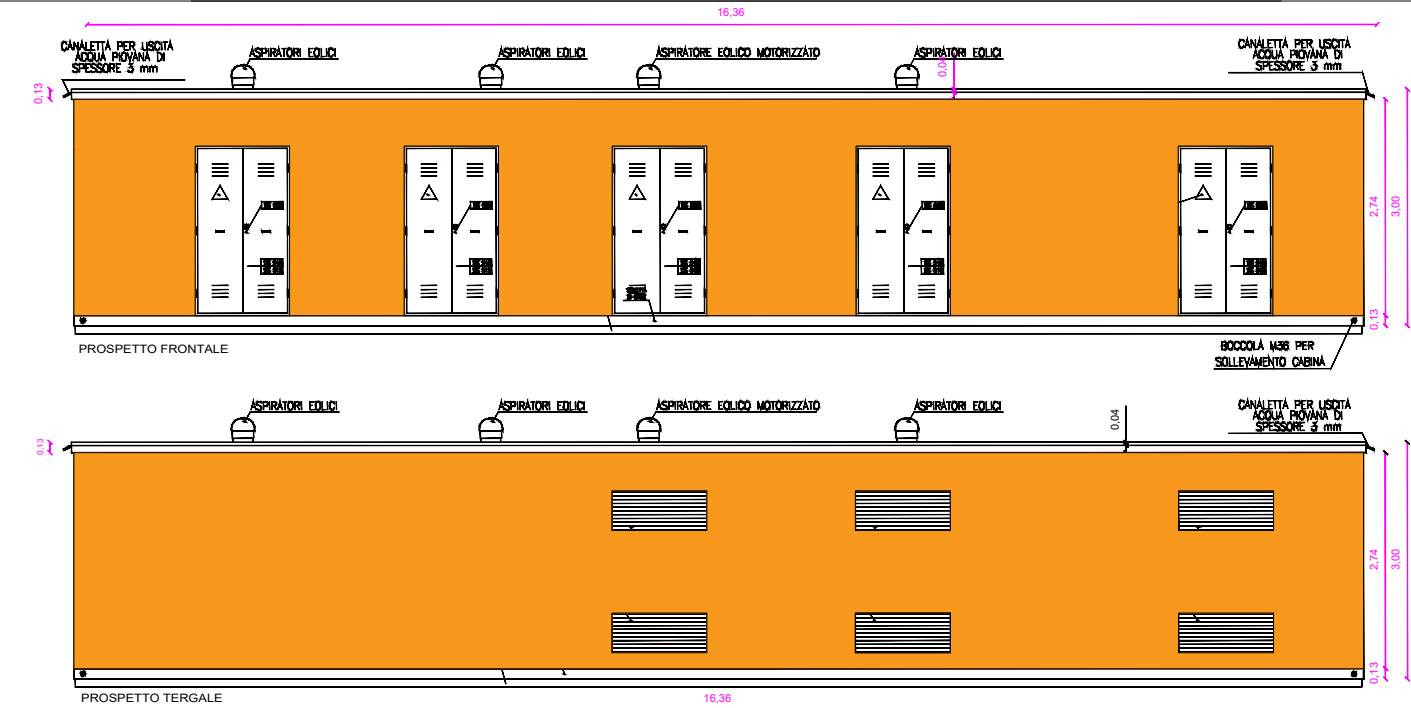 16,36
CANALETTA PER USCITA
ACQUA PIOVANA DI
SPESSORE 3 mm
ASPIRATORI EOLICI
ASPIRATORI EOLICI
ASPIRATORE EOLICO MOTORIZZATO
ASPIRATORI EOLICI
CANALETTA PER USCITA
ACQUA PIOVANA DI
SPESSORE 3 mm
0,13
0,04
2,74
3,00
0,13
PROSPETTO FRONTALE
BOCCOLA M36 PER
SOLLEVAMENTO CABINA
ASPIRATORI EOLICI
ASPIRATORI EOLICI
ASPIRATORE EOLICO MOTORIZZATO
ASPIRATORI EOLICI
0,04
CANALETTA PER USCITA
ACQUA PIOVANA DI
SPESSORE 3 mm
0,13
2,74
3,00
0,13
PROSPETTO TERGALE
16,36